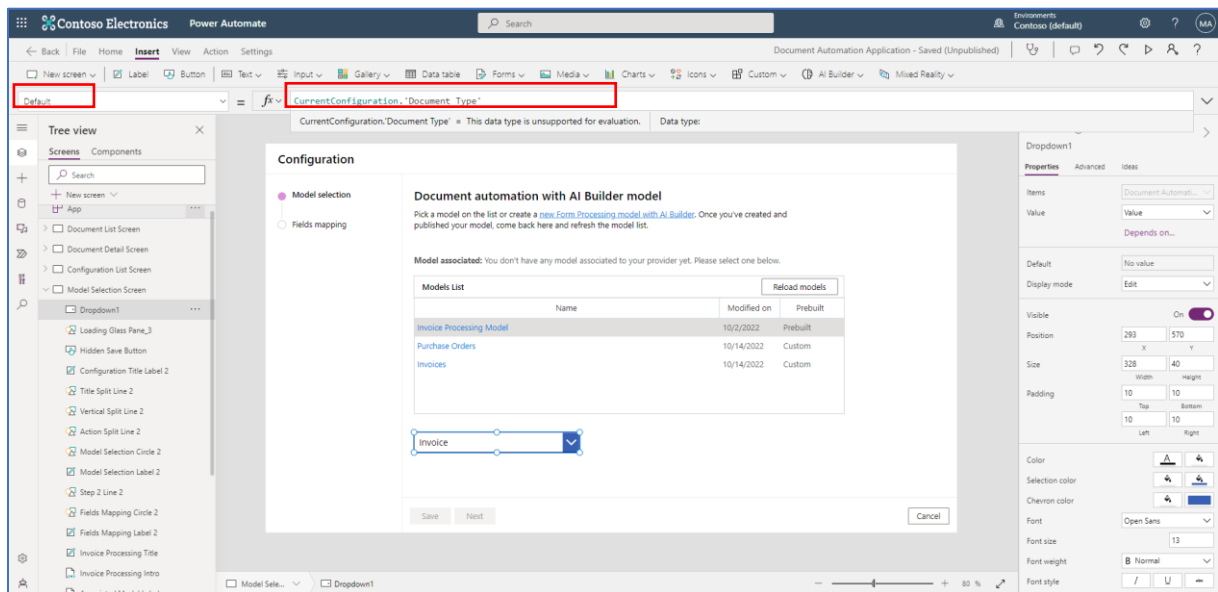 Contoso Electronics Power Automate
Search
Environments
Contoso (default)
MA
Back File Home Insert View Action Settings
Document Automation Application - Saved (Unpublished)
New screen Label Button Text Input Gallery Data table Forms Media Charts Icons Custom AI Builder Mixed Reality
Default = fx CurrentConfiguration.'Document Type'
CurrentConfiguration.'Document Type' = This data type is unsupported for evaluation. Data type:
Tree view
Screens Components
Search
New screen
App
Document List Screen
Document Detail Screen
Configuration List Screen
Model Selection Screen
Dropdown1
Loading Glass Pane_3
Hidden Save Button
Configuration Title Label 2
Title Split Line 2
Vertical Split Line 2
Action Split Line 2
Model Selection Circle 2
Model Selection Label 2
Step 2 Line 2
Fields Mapping Circle 2
Fields Mapping Label 2
Invoice Processing Title
Invoice Processing Intro
Configuration
Model selection
Fields mapping
Document automation with AI Builder model
Pick a model on the list or create a new Form Processing model with AI Builder. Once you've created and
published your model, come back here and refresh the model list.
Model associated: You don't have any model associated to your provider yet. Please select one below.
Models List Reload models
Name Modified on Prebuilt
Invoice Processing Model 10/2/2022 Prebuilt
Purchase Orders 10/14/2022 Custom
Invoices 10/14/2022 Custom
Invoice
Save Next Cancel
Model Sele... Dropdown1
80 %
Dropdown1
Properties Advanced Ideas
Items Document Automati...
Value Value
Depends on...
Default No value
Display mode Edit
Visible On
Position 293 570
X Y
Size 328 40
Width Height
Padding 10 10
Top Bottom
10 10
Left Right
Color A
Selection color
Chevron color
Font Open Sans
Font size 13
Font weight B Normal
Font style / U